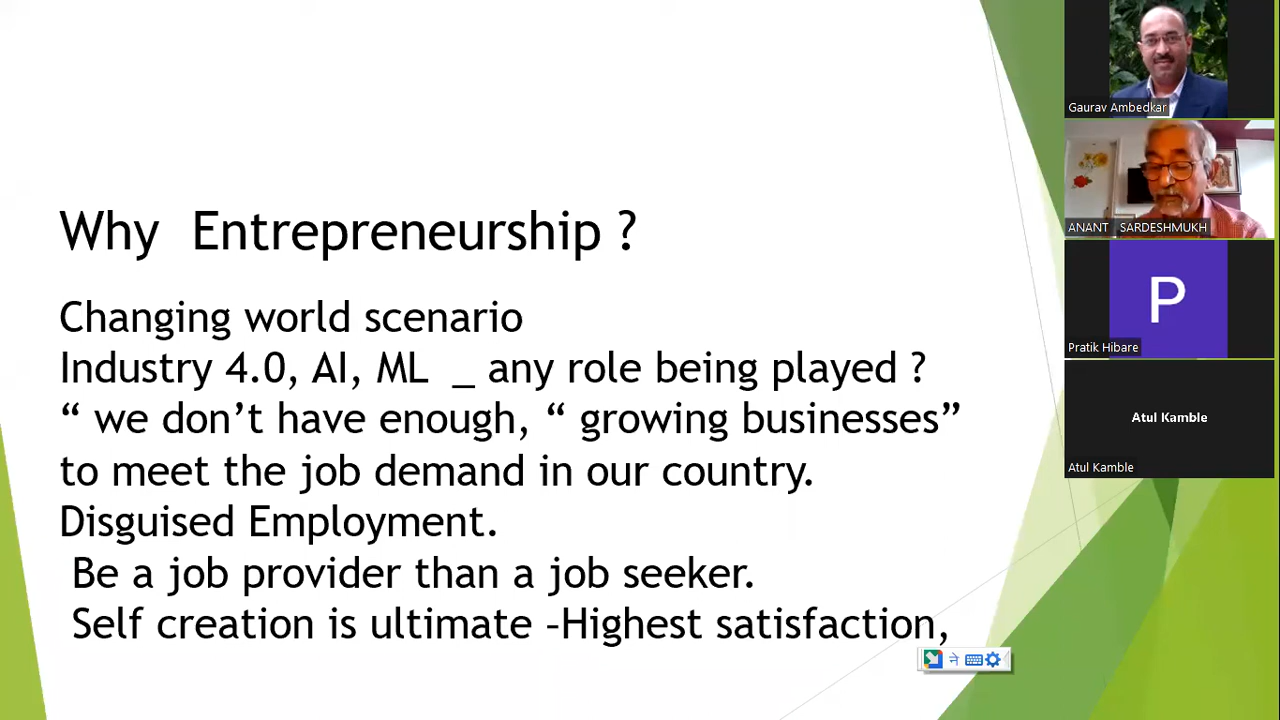 Why Entrepreneurship ?
Changing world scenario
Industry 4.0, AI, ML _ any role being played ?
“ we don’t have enough, “ growing businesses”
to meet the job demand in our country.
Disguised Employment.
Be a job provider than a job seeker.
Self creation is ultimate –Highest satisfaction,
ने
Gaurav Ambedkar
ANANT SARDESHMUKH
P
Pratik Hibare
Atul Kamble
Atul Kamble